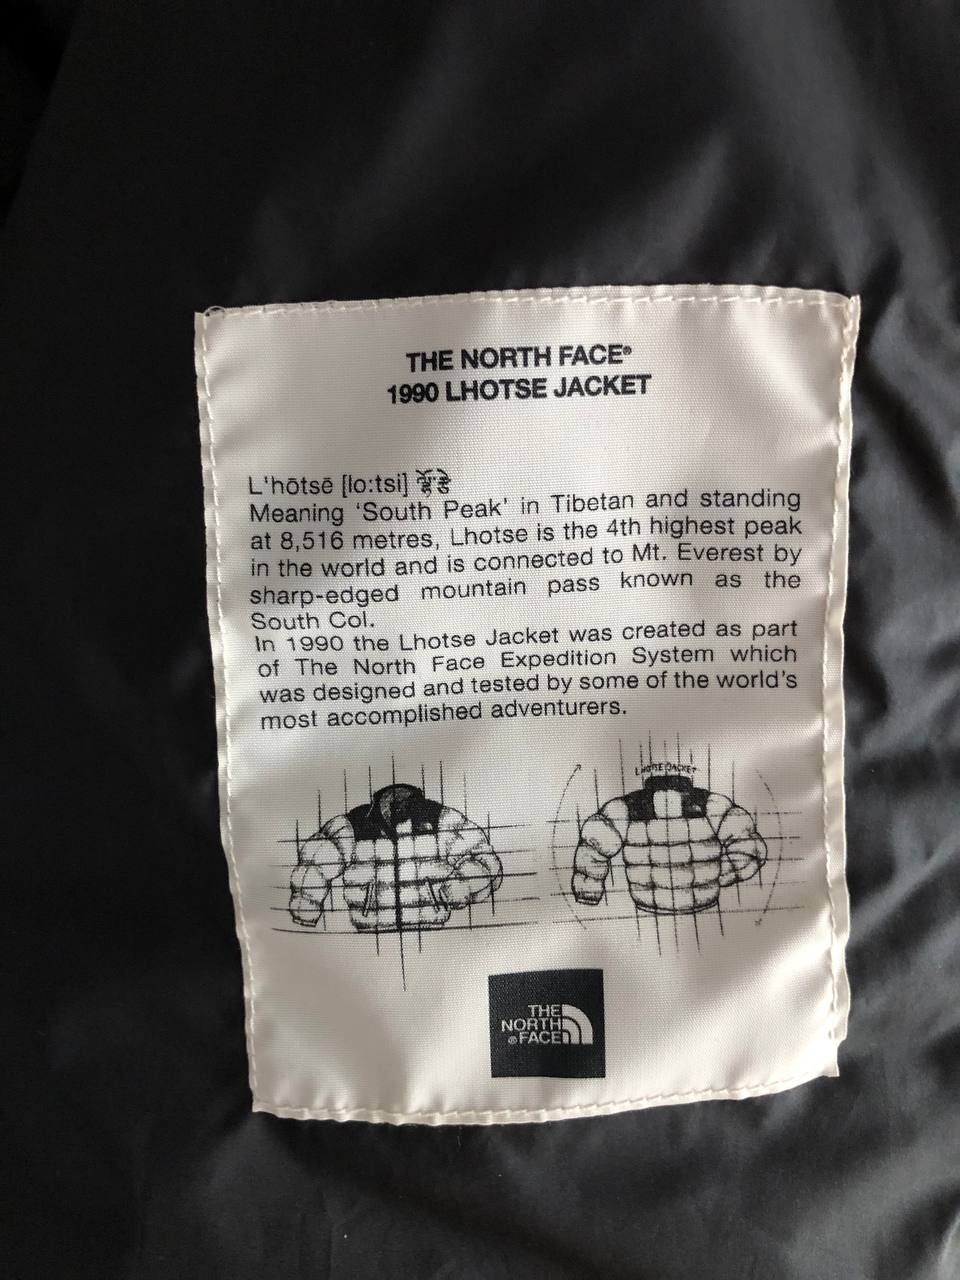 THE NORTH FACE®
1990 LHOTSE JACKET
L'hōtsē [lo:tsi]
Meaning 'South Peak' in Tibetan and standing
at 8,516 metres, Lhotse is the 4th highest peak
in the world and is connected to Mt. Everest by
sharp-edged mountain pass known as the
South Col.
In 1990 the Lhotse Jacket was created as part
of The North Face Expedition System which
was designed and tested by some of the world's
most accomplished adventurers.
LHOTSE JACKET
THE
NORTH
®FACE